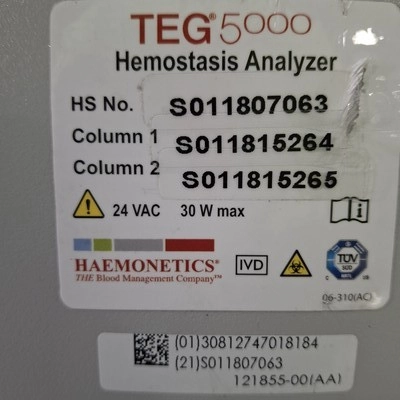 TEG® 5000
Hemostasis Analyzer
HS No. S011807063
Column 1 S011815264
Column 2 S011815265
24 VAC 30 W max
HAEMONETICS®
THE Blood Management Company™
IVD
TÜV
06-310(AC)
(01)30812747018184
(21)S011807063
121855-00(AA)